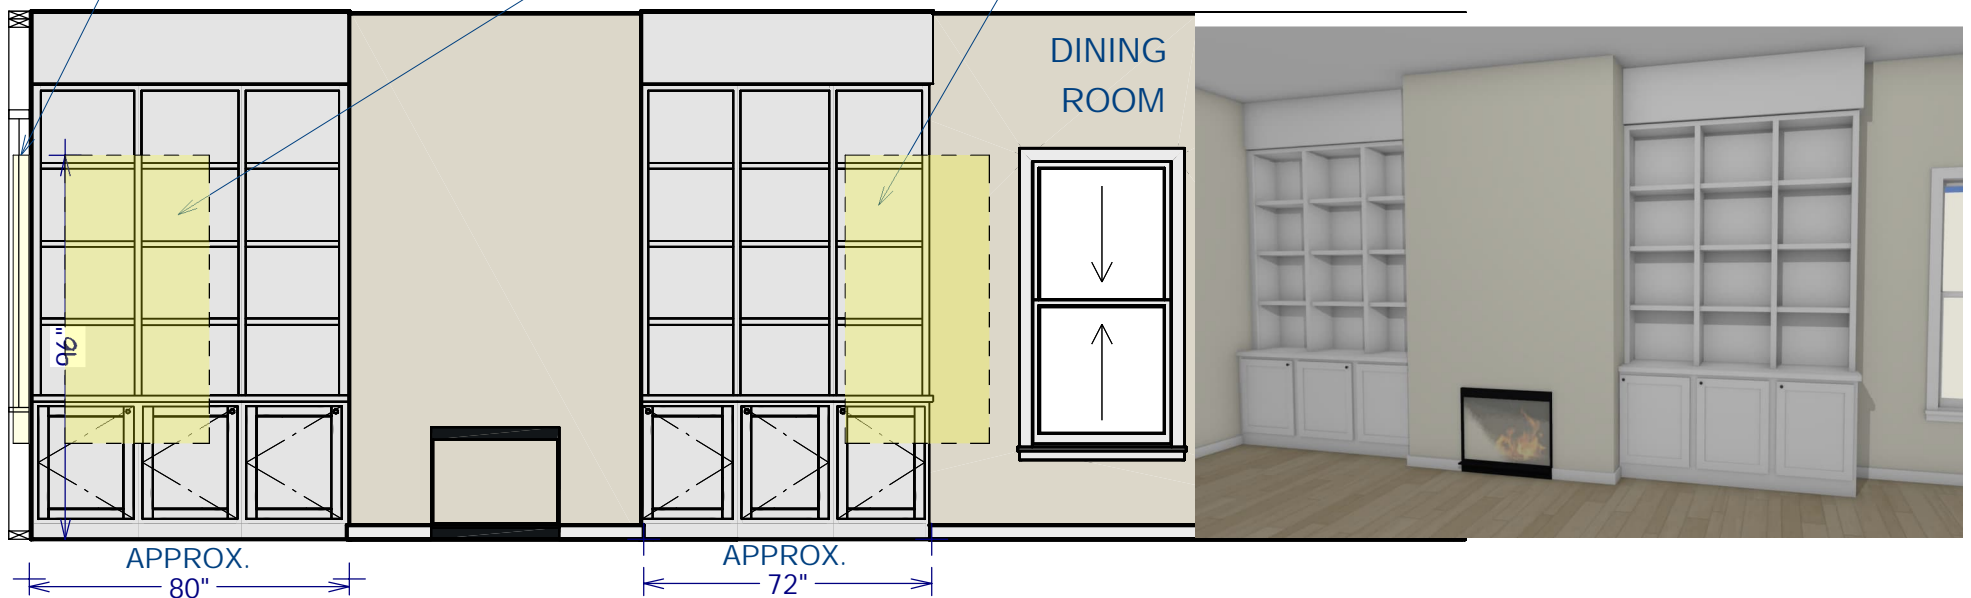 DINING
ROOM
96"
APPROX.
80"
APPROX.
72"